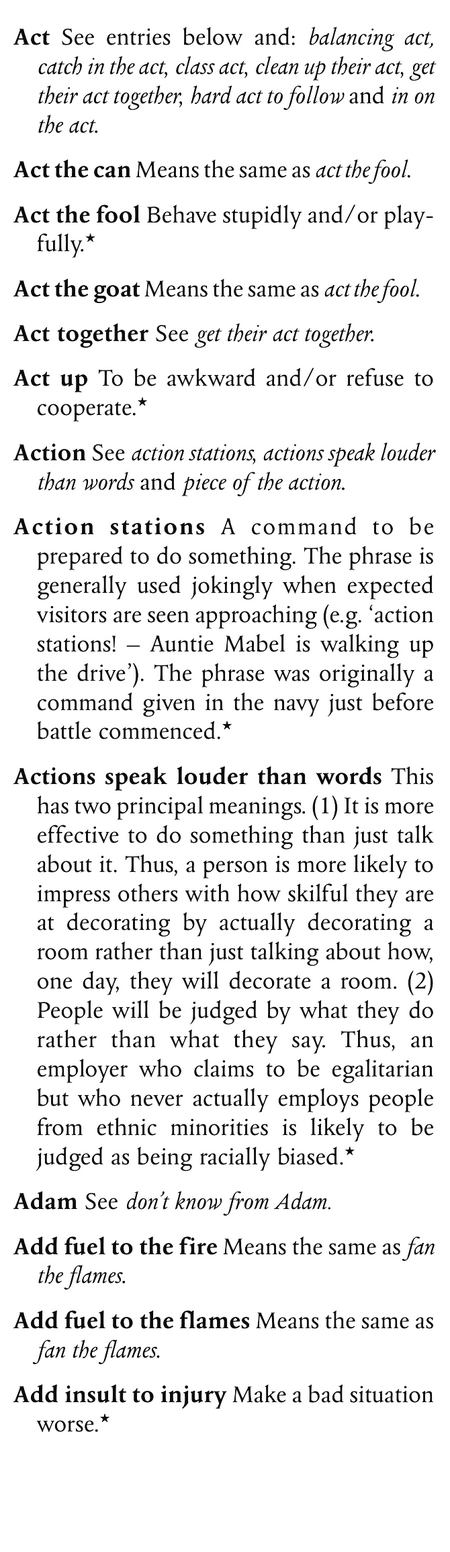 Act See entries below and: balancing act,
catch in the act, class act, clean up their act, get
their act together, hard act to follow and in on
the act.
Act the can Means the same as act the fool.
Act the fool Behave stupidly and/or play-
fully.★
Act the goat Means the same as act the fool.
Act together See get their act together.
Act up To be awkward and/or refuse to
cooperate.★
Action See action stations, actions speak louder
than words and piece of the action.
Action stations A command to be
prepared to do something. The phrase is
generally used jokingly when expected
visitors are seen approaching (e.g. ‘action
stations! – Auntie Mabel is walking up
the drive’). The phrase was originally a
command given in the navy just before
battle commenced.★
Actions speak louder than words This
has two principal meanings. (1) It is more
effective to do something than just talk
about it. Thus, a person is more likely to
impress others with how skilful they are
at decorating by actually decorating a
room rather than just talking about how,
one day, they will decorate a room. (2)
People will be judged by what they do
rather than what they say. Thus, an
employer who claims to be egalitarian
but who never actually employs people
from ethnic minorities is likely to be
judged as being racially biased.★
Adam See don’t know from Adam.
Add fuel to the fire Means the same as fan
the flames.
Add fuel to the flames Means the same as
fan the flames.
Add insult to injury Make a bad situation
worse.★